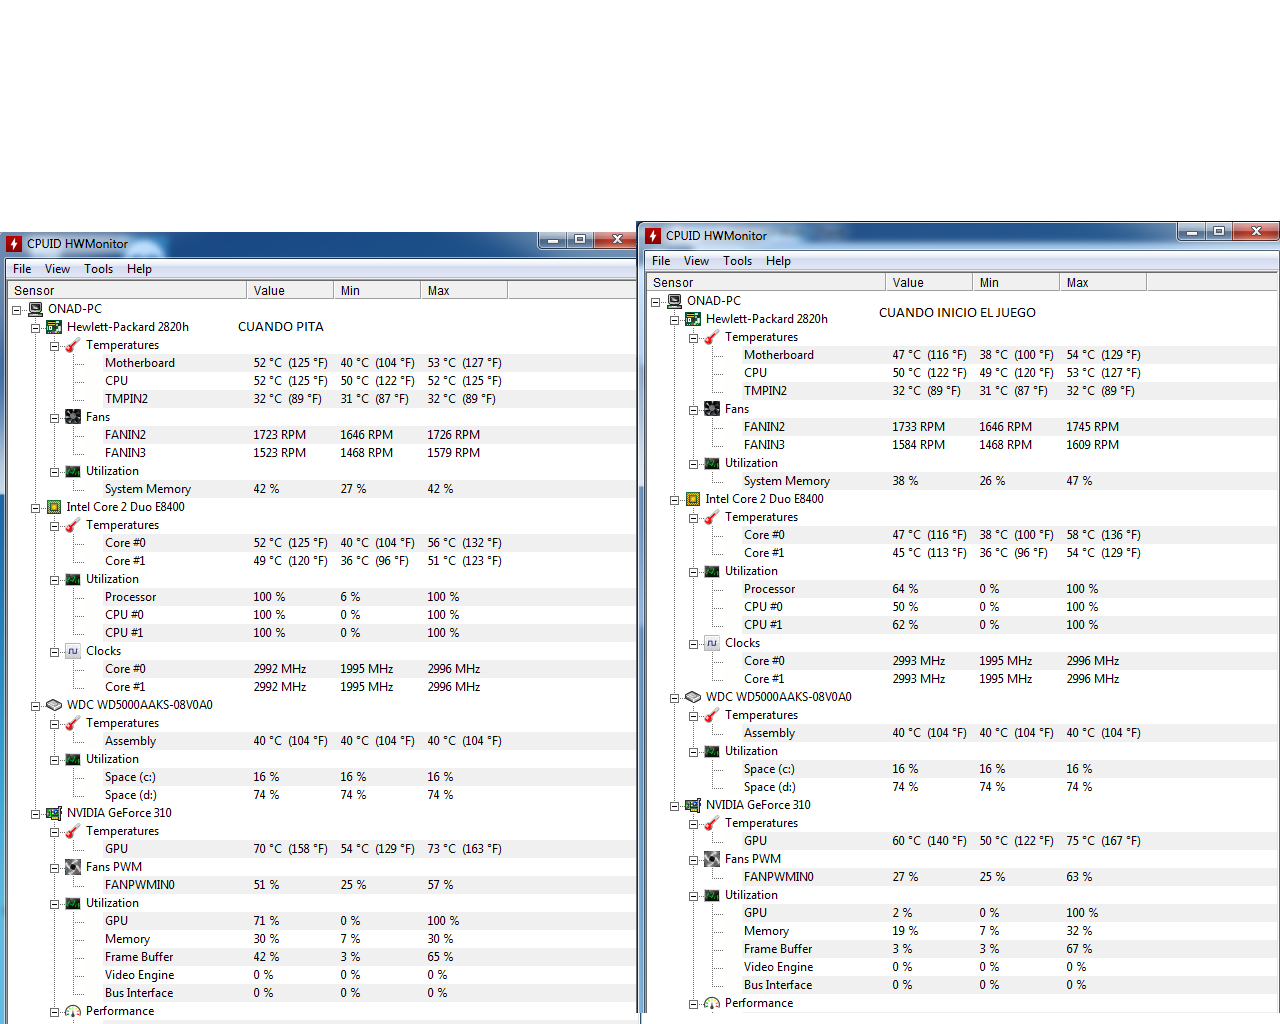 CPUID HWMonitor
File View Tools Help
Sensor Value Min Max
ONAD-PC
Hewlett-Packard 2820h CUANDO PITA
Temperatures
Motherboard 52 °C (125 °F) 40 °C (104 °F) 53 °C (127 °F)
CPU 52 °C (125 °F) 50 °C (122 °F) 52 °C (125 °F)
TMPIN2 32 °C (89 °F) 31 °C (87 °F) 32 °C (89 °F)
Fans
FANIN2 1723 RPM 1646 RPM 1726 RPM
FANIN3 1523 RPM 1468 RPM 1579 RPM
Utilization
System Memory 42 % 27 % 42 %
Intel Core 2 Duo E8400
Temperatures
Core #0 52 °C (125 °F) 40 °C (104 °F) 56 °C (132 °F)
Core #1 49 °C (120 °F) 36 °C (96 °F) 51 °C (123 °F)
Utilization
Processor 100 % 6 % 100 %
CPU #0 100 % 0 % 100 %
CPU #1 100 % 0 % 100 %
Clocks
Core #0 2992 MHz 1995 MHz 2996 MHz
Core #1 2992 MHz 1995 MHz 2996 MHz
WDC WD5000AAKS-08V0A0
Temperatures
Assembly 40 °C (104 °F) 40 °C (104 °F) 40 °C (104 °F)
Utilization
Space (c:) 16 % 16 % 16 %
Space (d:) 74 % 74 % 74 %
NVIDIA GeForce 310
Temperatures
GPU 70 °C (158 °F) 54 °C (129 °F) 73 °C (163 °F)
Fans PWM
FANPWMIN0 51 % 25 % 57 %
Utilization
GPU 71 % 0 % 100 %
Memory 30 % 7 % 30 %
Frame Buffer 42 % 3 % 65 %
Video Engine 0 % 0 % 0 %
Bus Interface 0 % 0 % 0 %
Performance
CPUID HWMonitor
File View Tools Help
Sensor Value Min Max
ONAD-PC
CUANDO INICIO EL JUEGO
Hewlett-Packard 2820h
Temperatures
Motherboard 47 °C (116 °F) 38 °C (100 °F) 54 °C (129 °F)
CPU 50 °C (122 °F) 49 °C (120 °F) 53 °C (127 °F)
TMPIN2 32 °C (89 °F) 31 °C (87 °F) 32 °C (89 °F)
Fans
FANIN2 1733 RPM 1646 RPM 1745 RPM
FANIN3 1584 RPM 1468 RPM 1609 RPM
Utilization
System Memory 38 % 26 % 47 %
Intel Core 2 Duo E8400
Temperatures
Core #0 47 °C (116 °F) 38 °C (100 °F) 58 °C (136 °F)
Core #1 45 °C (113 °F) 36 °C (96 °F) 54 °C (129 °F)
Utilization
Processor 64 % 0 % 100 %
CPU #0 50 % 0 % 100 %
CPU #1 62 % 0 % 100 %
Clocks
Core #0 2993 MHz 1995 MHz 2996 MHz
Core #1 2993 MHz 1995 MHz 2996 MHz
WDC WD5000AAKS-08V0A0
Temperatures
Assembly 40 °C (104 °F) 40 °C (104 °F) 40 °C (104 °F)
Utilization
Space (c:) 16 % 16 % 16 %
Space (d:) 74 % 74 % 74 %
NVIDIA GeForce 310
Temperatures
GPU 60 °C (140 °F) 50 °C (122 °F) 75 °C (167 °F)
Fans PWM
FANPWMIN0 27 % 25 % 63 %
Utilization
GPU 2 % 0 % 100 %
Memory 19 % 7 % 32 %
Frame Buffer 3 % 3 % 67 %
Video Engine 0 % 0 % 0 %
Bus Interface 0 % 0 % 0 %
Performance